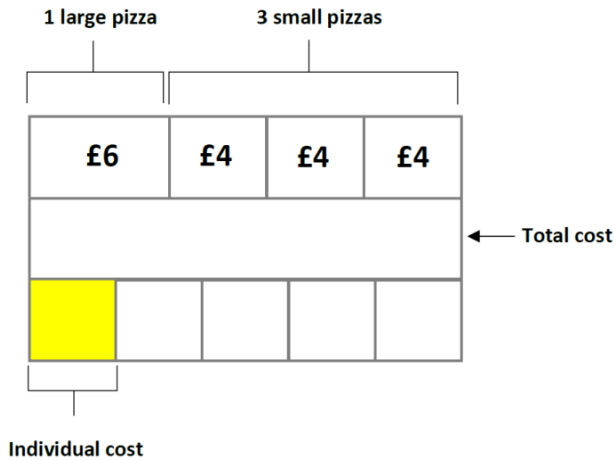 1 large pizza 3 small pizzas
£6 £4 £4 £4
Total cost
Individual cost